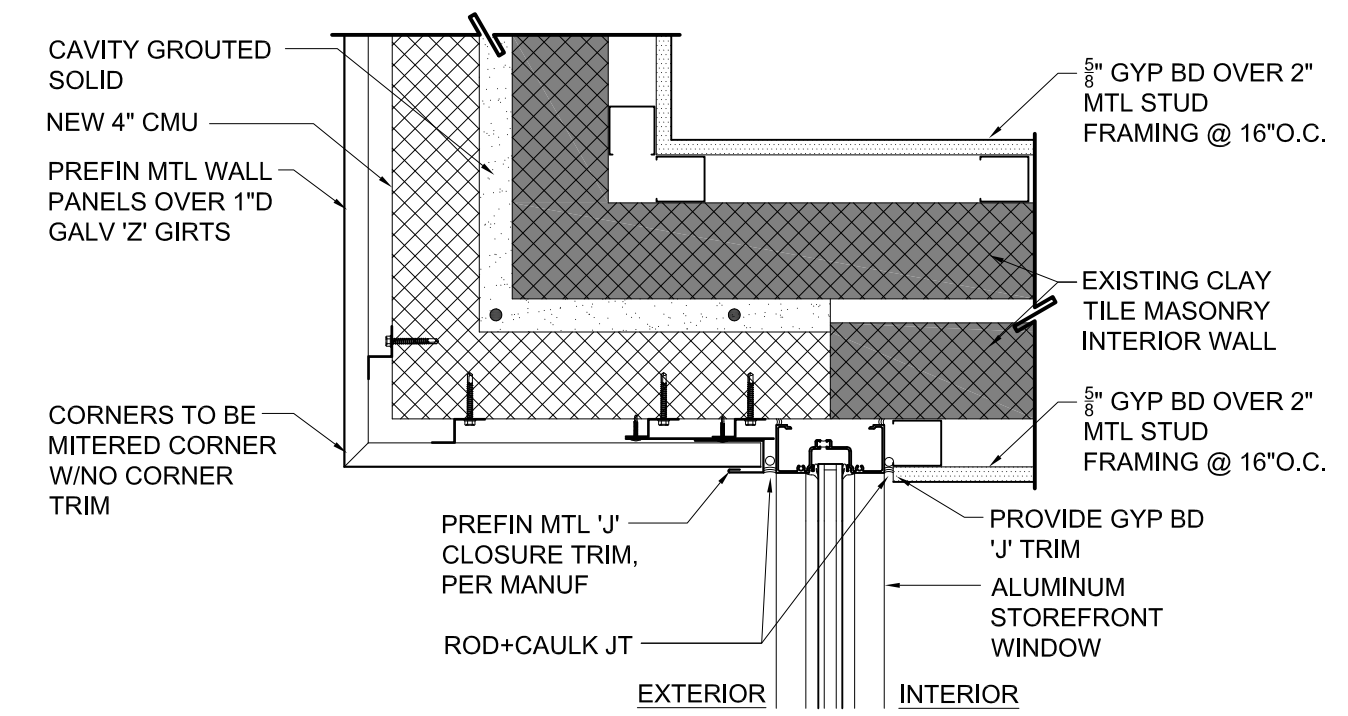 CAVITY GROUTED
SOLID
NEW 4" CMU
PREFIN MTL WALL
PANELS OVER 1"D
GALV 'Z' GIRTS
CORNERS TO BE
MITERED CORNER
W/NO CORNER
TRIM
PREFIN MTL 'J'
CLOSURE TRIM,
PER MANUF
ROD+CAULK JT
EXTERIOR
INTERIOR
5/8" GYP BD OVER 2"
MTL STUD
FRAMING @ 16"O.C.
EXISTING CLAY
TILE MASONRY
INTERIOR WALL
5/8" GYP BD OVER 2"
MTL STUD
FRAMING @ 16"O.C.
PROVIDE GYP BD
'J' TRIM
ALUMINUM
STOREFRONT
WINDOW